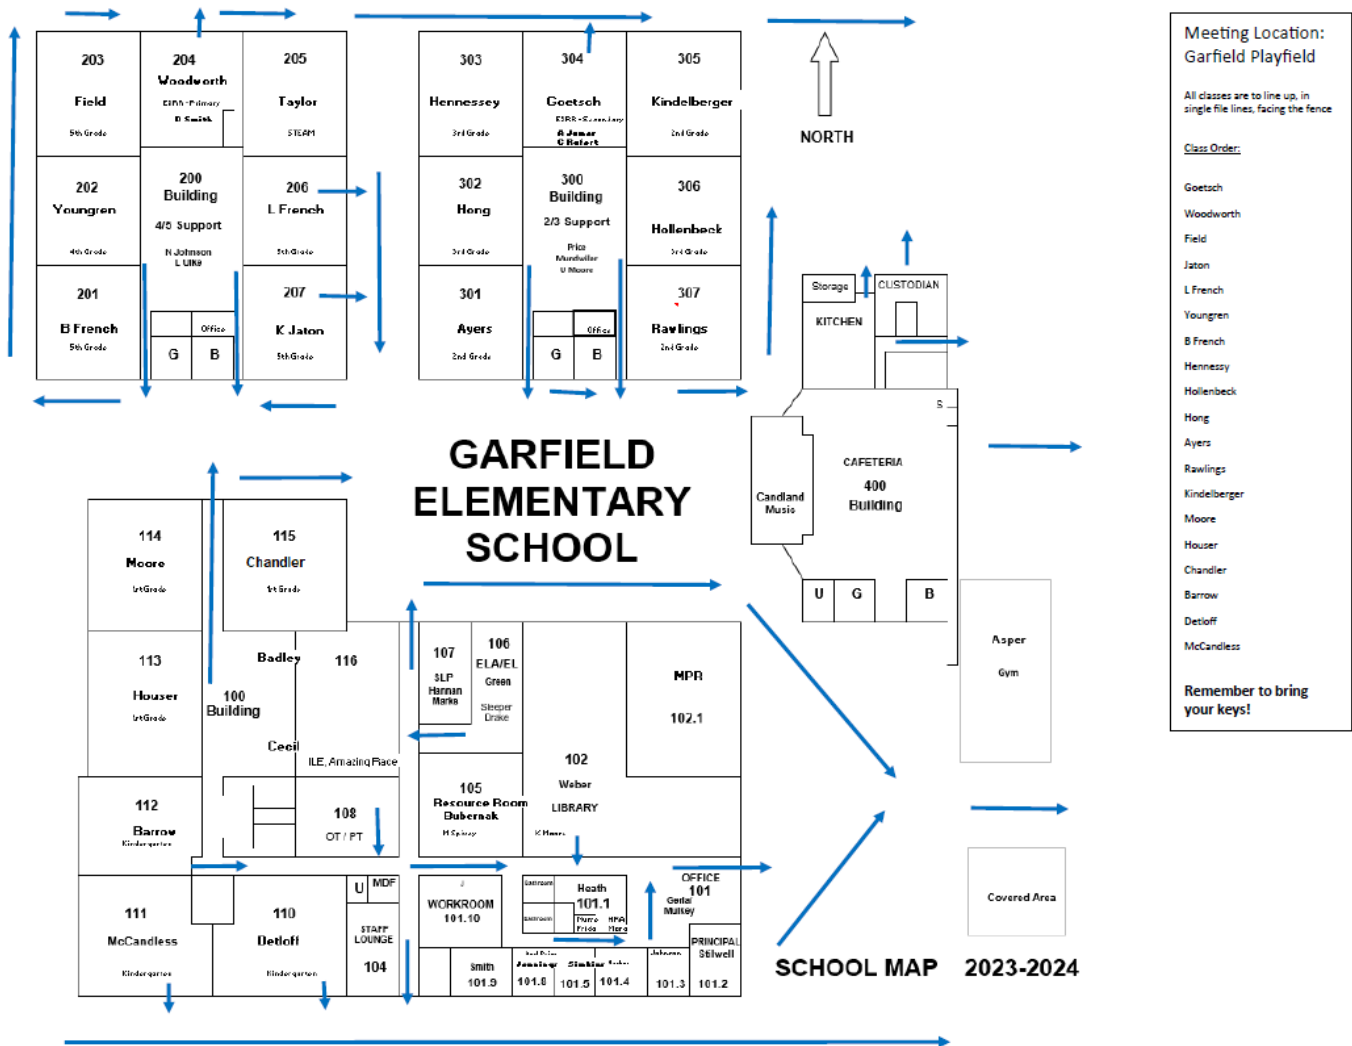 203
Field
5th Grade
204
Woodworth
D Smith
205
Taylor
STEAM
202
Youngren
4th Grade
200
Building
4/5 Support
N Johnson
L Ulke
206
L French
5th Grade
201
B French
5th Grade
Office
G
B
207
K Jaton
5th Grade
303
Hennessey
3rd Grade
304
Goetsch
305
Kindelberger
2nd Grade
302
Hong
3rd Grade
300
Building
2/3 Support
Price
Mundwiler
U Moore
306
Hollenbeck
3rd Grade
301
Ayers
2nd Grade
Office
G
B
307
Rawlings
2nd Grade
NORTH
Storage
CUSTODIAN
KITCHEN
S
CAFETERIA
400
Building
Candland
Music
U
G
B
Asper
Gym
Covered Area
GARFIELD
ELEMENTARY
SCHOOL
114
Moore
1st Grade
115
Chandler
1st Grade
113
Houser
1st Grade
100
Building
Badley
116
Cecil
ILE, Amazing Race
107
SLP
Hannan
Marks
106
ELA/EL
Green
Sleeper
Drake
MPR
102.1
102
Weber
LIBRARY
K Moore
105
Resource Room
Bubernak
M Spivey
112
Barrow
Kindergarten
108
OT / PT
111
McCandless
Kindergarten
110
Detloff
Kindergarten
U
MDF
STAFF
LOUNGE
104
WORKROOM
101.10
Heath
101.1
Nurse
OFFICE
101
Mulkey
PRINCIPAL
Stilwell
101.2
Smith
101.9
Jennings
101.8
101.5
101.4
Johnson
101.3
SCHOOL MAP 2023-2024
Meeting Location:
Garfield Playfield
All classes are to line up, in
single file lines, facing the fence
Class Order:
Goetsch
Woodworth
Field
Jaton
L French
Youngren
B French
Hennessy
Hollenbeck
Hong
Ayers
Rawlings
Kindelberger
Moore
Houser
Chandler
Barrow
Detloff
McCandless
Remember to bring
your keys!